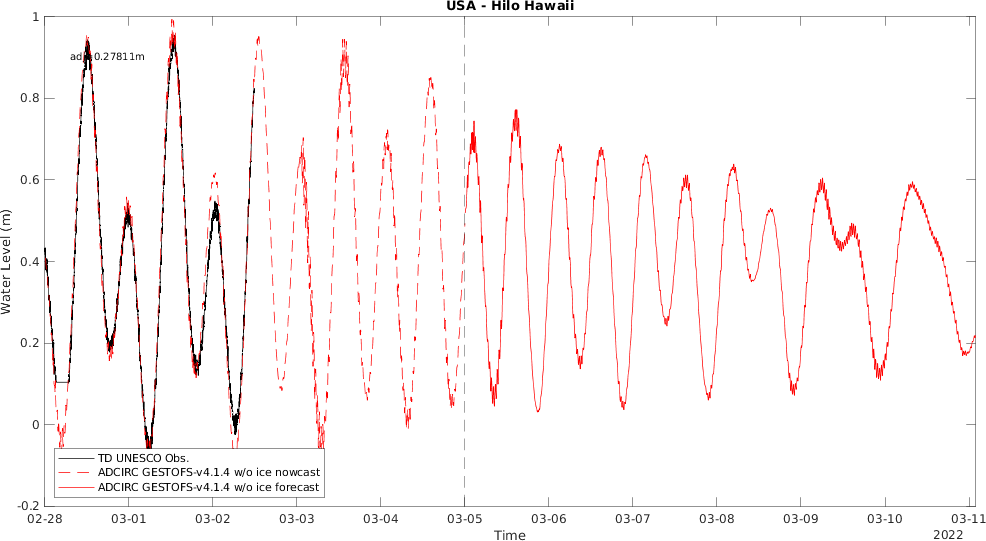 USA - Hilo Hawaii
1
0.8
0.6
0.4
0.2
0
-0.2
Water Level (m)
0.27811m
TD UNESCO Obs.
ADCIRC GESTOFS-v4.1.4 w/o ice nowcast
ADCIRC GESTOFS-v4.1.4 w/o ice forecast
02-28 03-01 03-02 03-03 03-04 03-05 03-06 03-07 03-08 03-09 03-10 03-11
Time
2022